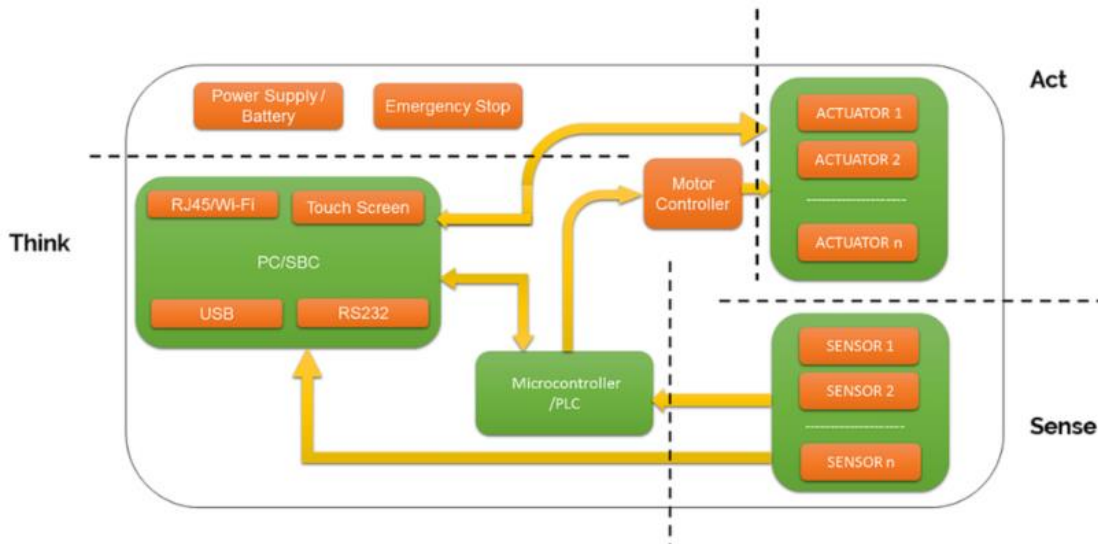 Act
Power Supply /
Battery
Emergency Stop
ACTUATOR 1
ACTUATOR 2
ACTUATOR n
Motor
Controller
RJ45/Wi-Fi
Touch Screen
Think
PC/SBC
USB
RS232
Microcontroller
/PLC
SENSOR 1
SENSOR 2
SENSOR n
Sense